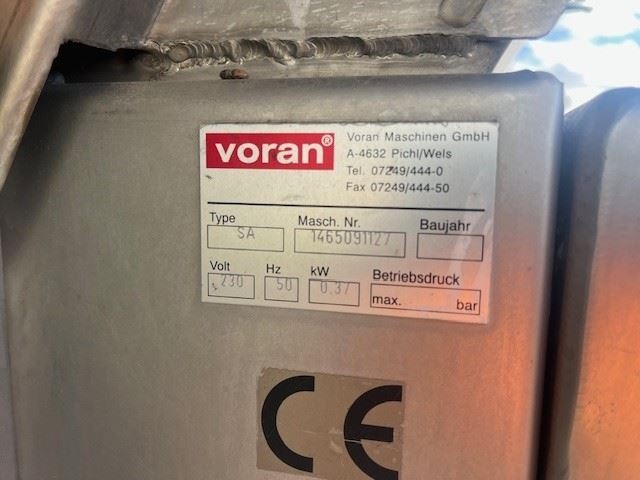 voran®
Voran Maschinen GmbH
A-4632 Pichl/Wels
Tel. 07249/444-0
Fax 07249/444-50
Type Masch. Nr. Baujahr
SA 1465091127
Volt Hz kW Betriebsdruck
230 50 0.37 max. bar
CE